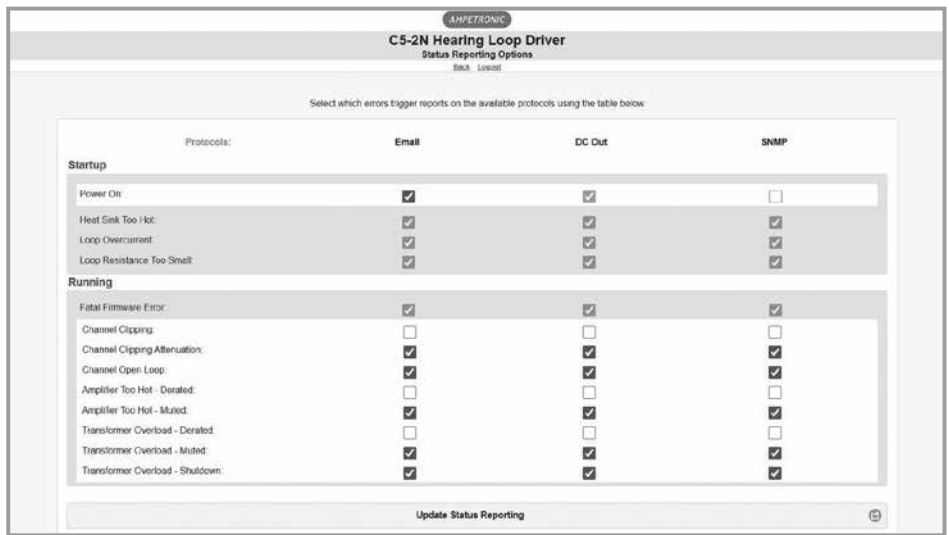 AMPETRONIC
C5-2N Hearing Loop Driver
Status Reporting Options
Back Logout
Select which errors trigger reports on the available protocols using the table below
Protocols: Email DC Out SNMP
Startup
Power On:
Heat Sink Too Hot:
Loop Overcurrent:
Loop Resistance Too Small:
Running
Fatal Firmware Error:
Channel Clipping:
Channel Clipping Attenuation:
Channel Open Loop:
Amplifier Too Hot - Derated:
Amplifier Too Hot - Muted:
Transformer Overload - Derated:
Transformer Overload - Muted:
Transformer Overload - Shutdown:
Update Status Reporting